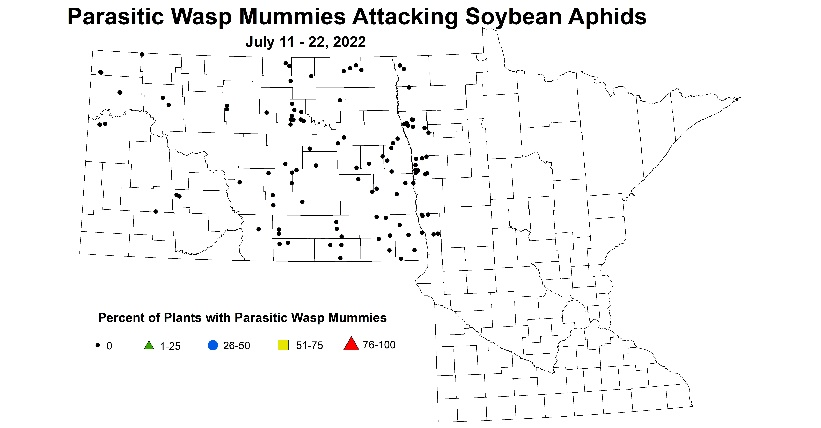 Parasitic Wasp Mummies Attacking Soybean Aphids
July 11 - 22, 2022
Percent of Plants with Parasitic Wasp Mummies
0 1-25 26-50 51-75 76-100